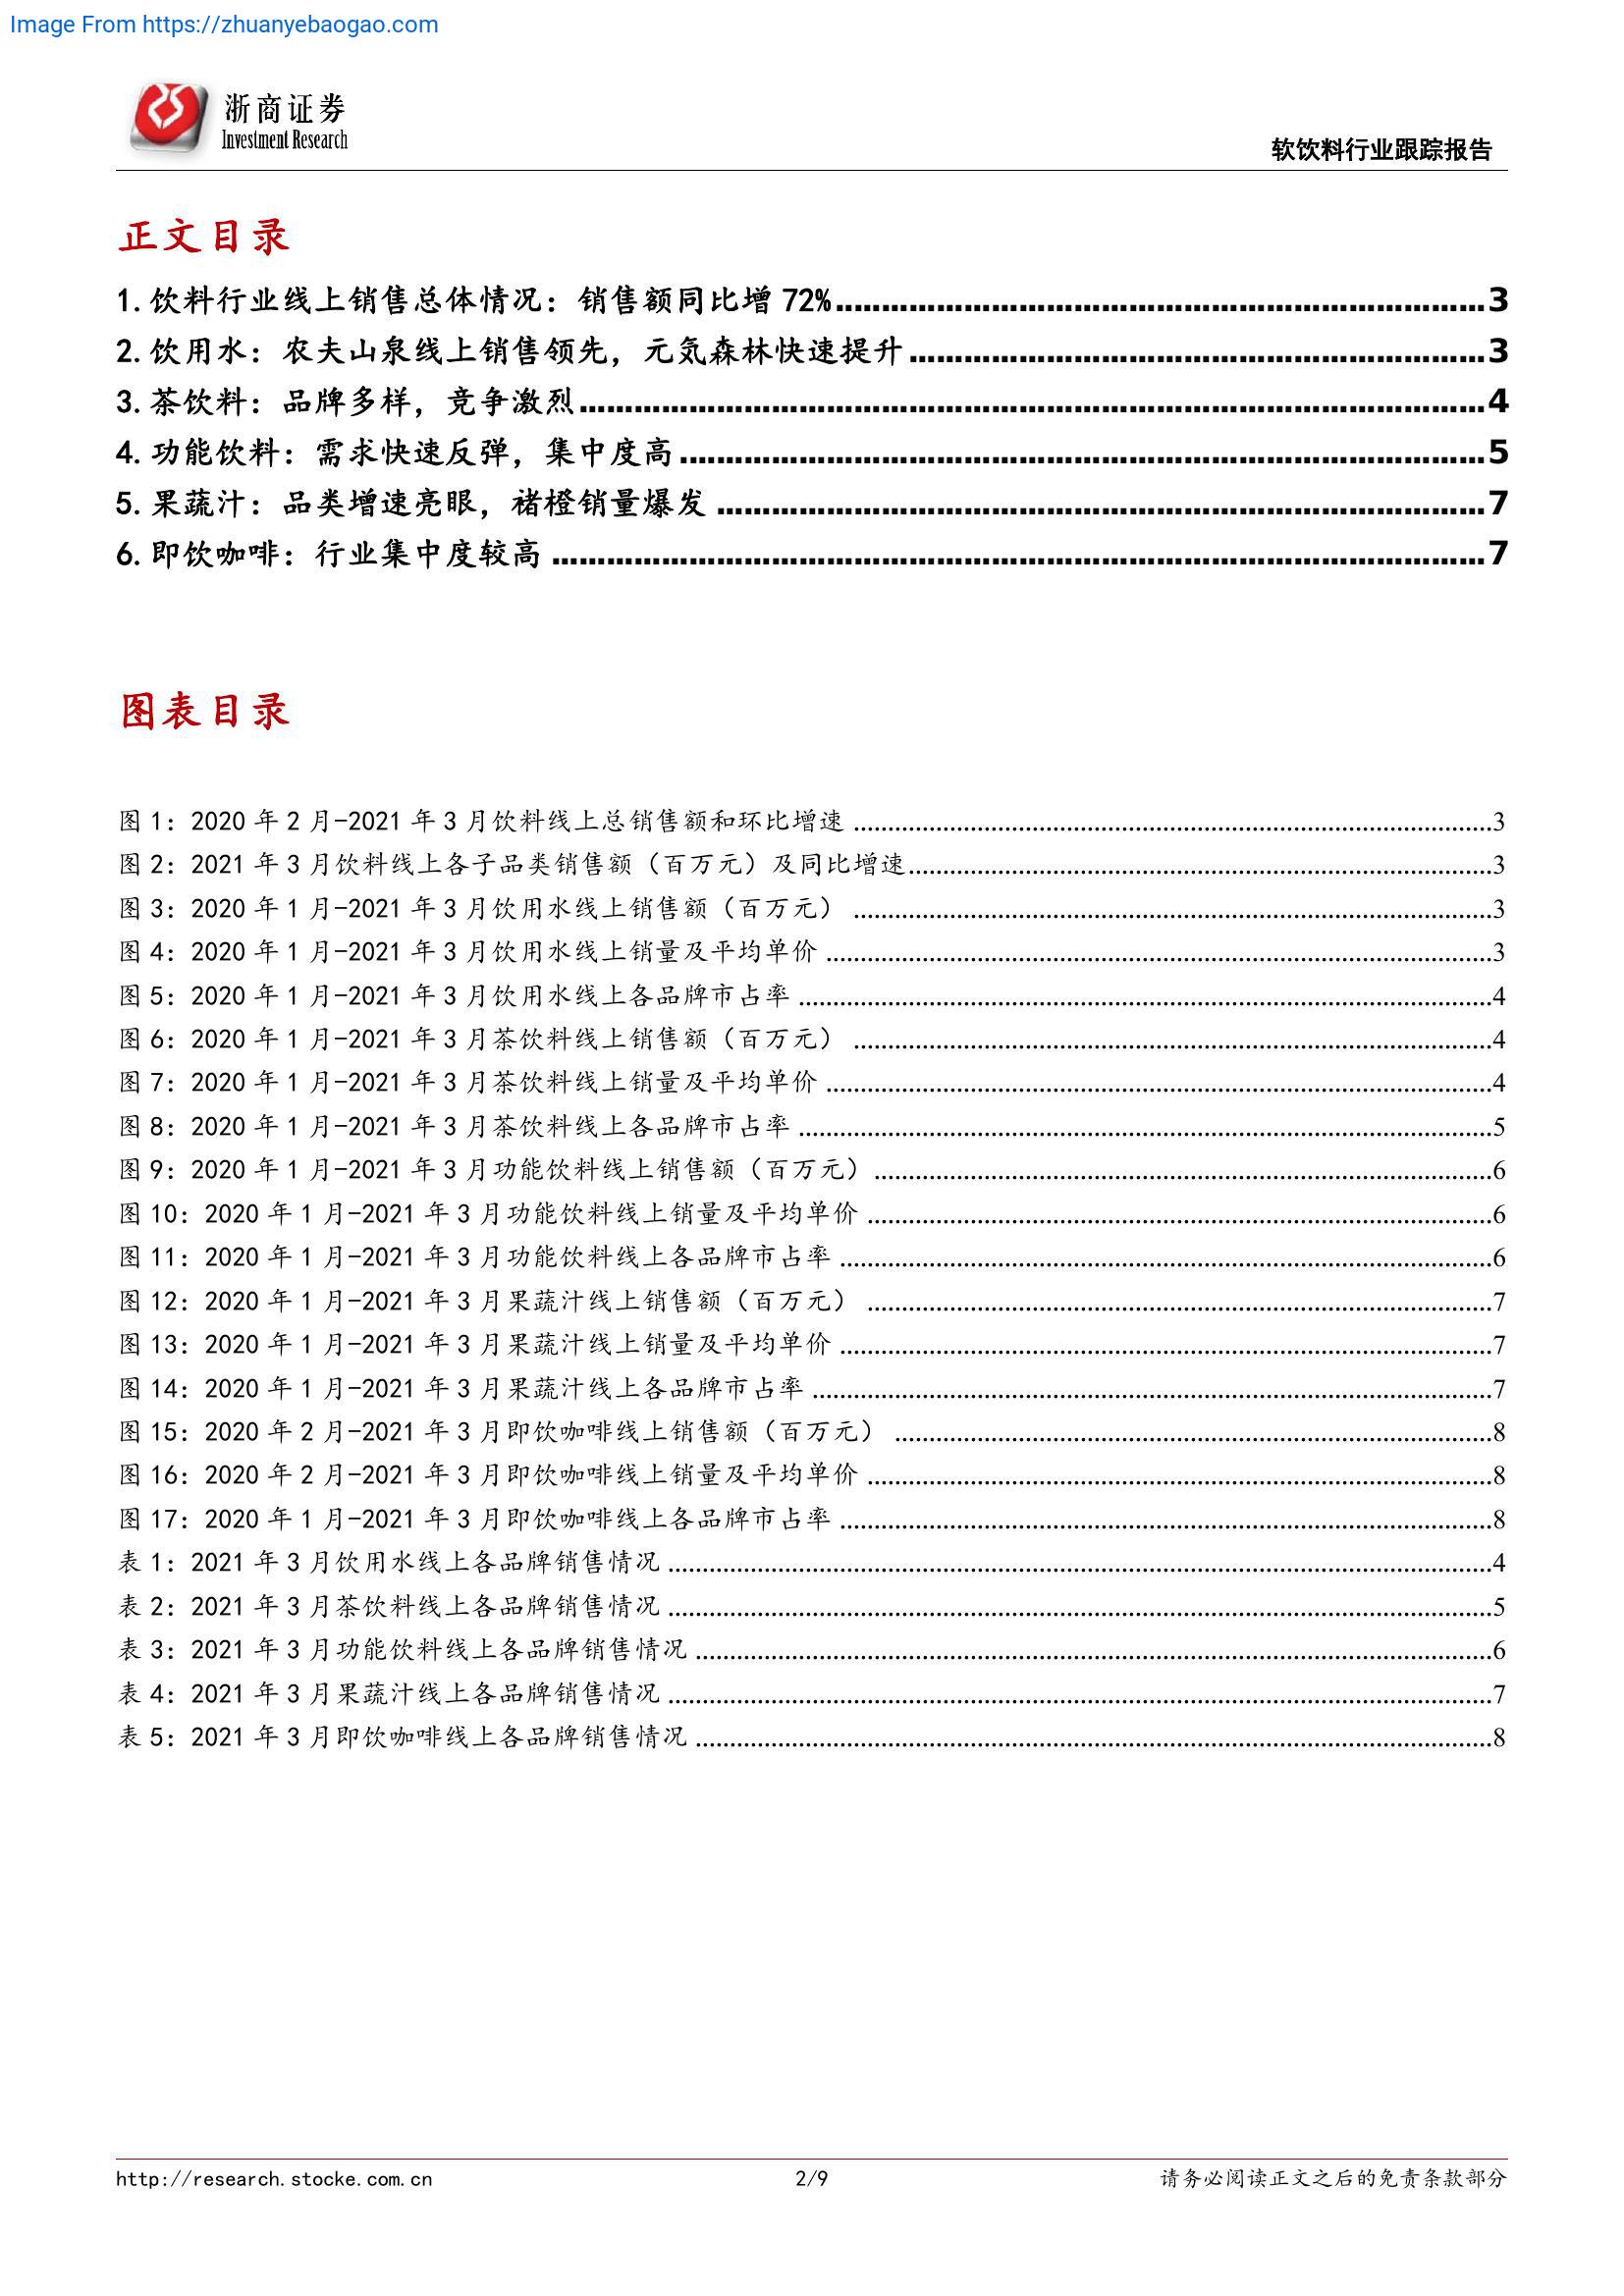 Image From https://zhuanyebaogao.com
浙商证券
Investment Research
软饮料行业跟踪报告
正文目录
1. 饮料行业线上销售总体情况：销售额同比增 72%........................3
2. 饮用水：农夫山泉线上销售领先，元気森林快速提升........................3
3. 茶饮料：品牌多样，竞争激烈........................4
4. 功能饮料：需求快速反弹，集中度高........................5
5. 果蔬汁：品类增速亮眼，褚橙销量爆发........................7
6. 即饮咖啡：行业集中度较高........................7
图表目录
图 1：2020 年 2 月-2021 年 3 月饮料线上总销售额和环比增速........................3
图 2：2021 年 3 月饮料线上各子品类销售额（百万元）及同比增速........................3
图 3：2020 年 1 月-2021 年 3 月饮用水线上销售额（百万元）........................3
图 4：2020 年 1 月-2021 年 3 月饮用水线上销量及平均单价........................3
图 5：2020 年 1 月-2021 年 3 月饮用水线上各品牌市占率........................4
图 6：2020 年 1 月-2021 年 3 月茶饮料线上销售额（百万元）........................4
图 7：2020 年 1 月-2021 年 3 月茶饮料线上销量及平均单价........................4
图 8：2020 年 1 月-2021 年 3 月茶饮料线上各品牌市占率........................5
图 9：2020 年 1 月-2021 年 3 月功能饮料线上销售额（百万元）........................6
图 10：2020 年 1 月-2021 年 3 月功能饮料线上销量及平均单价........................6
图 11：2020 年 1 月-2021 年 3 月功能饮料线上各品牌市占率........................6
图 12：2020 年 1 月-2021 年 3 月果蔬汁线上销售额（百万元）........................7
图 13：2020 年 1 月-2021 年 3 月果蔬汁线上销量及平均单价........................7
图 14：2020 年 1 月-2021 年 3 月果蔬汁线上各品牌市占率........................7
图 15：2020 年 2 月-2021 年 3 月即饮咖啡线上销售额（百万元）........................8
图 16：2020 年 2 月-2021 年 3 月即饮咖啡线上销量及平均单价........................8
图 17：2020 年 1 月-2021 年 3 月即饮咖啡线上各品牌市占率........................8
表 1：2021 年 3 月饮用水线上各品牌销售情况........................4
表 2：2021 年 3 月茶饮料线上各品牌销售情况........................5
表 3：2021 年 3 月功能饮料线上各品牌销售情况........................6
表 4：2021 年 3 月果蔬汁线上各品牌销售情况........................7
表 5：2021 年 3 月即饮咖啡线上各品牌销售情况........................8
http://research.stocke.com.cn
2/9
请务必阅读正文之后的免责条款部分